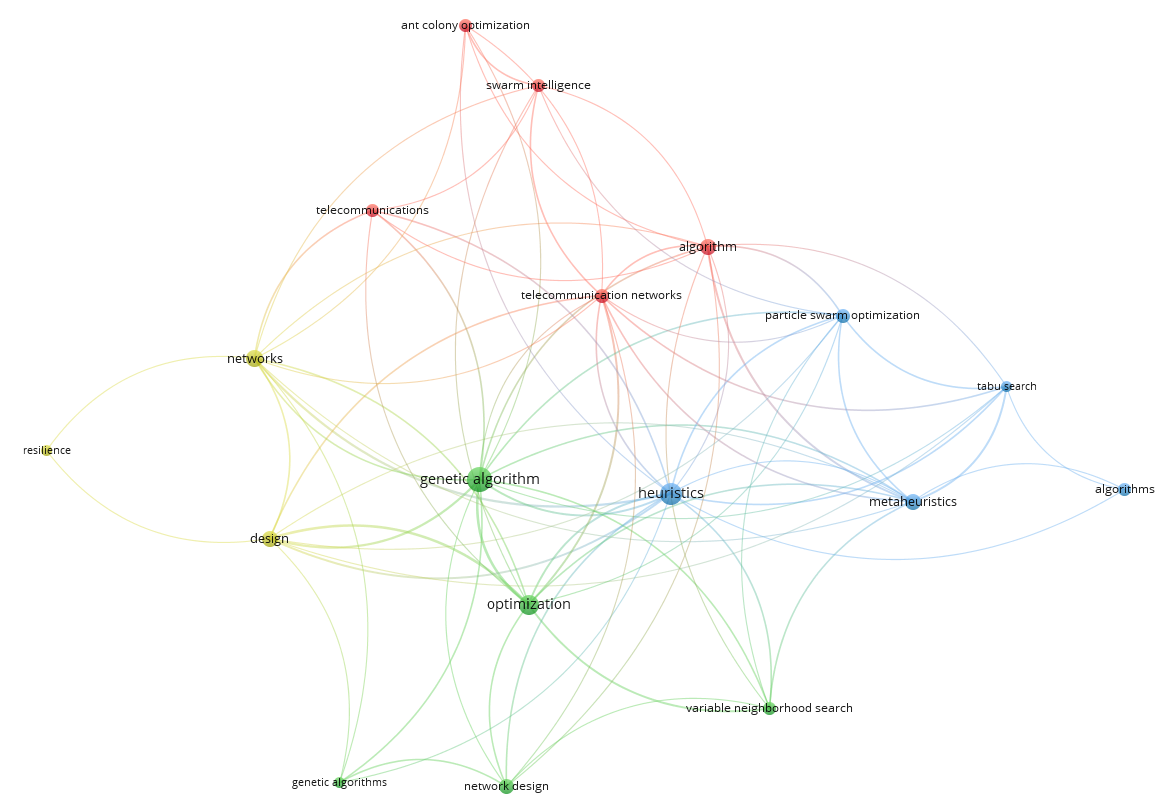 ant colony optimization
swarm intelligence
telecommunications
algorithm
telecommunication networks
particle swarm optimization
networks
tabu search
resilience
genetic algorithm
heuristics
algorithms
metaheuristics
design
optimization
variable neighborhood search
genetic algorithms
network design